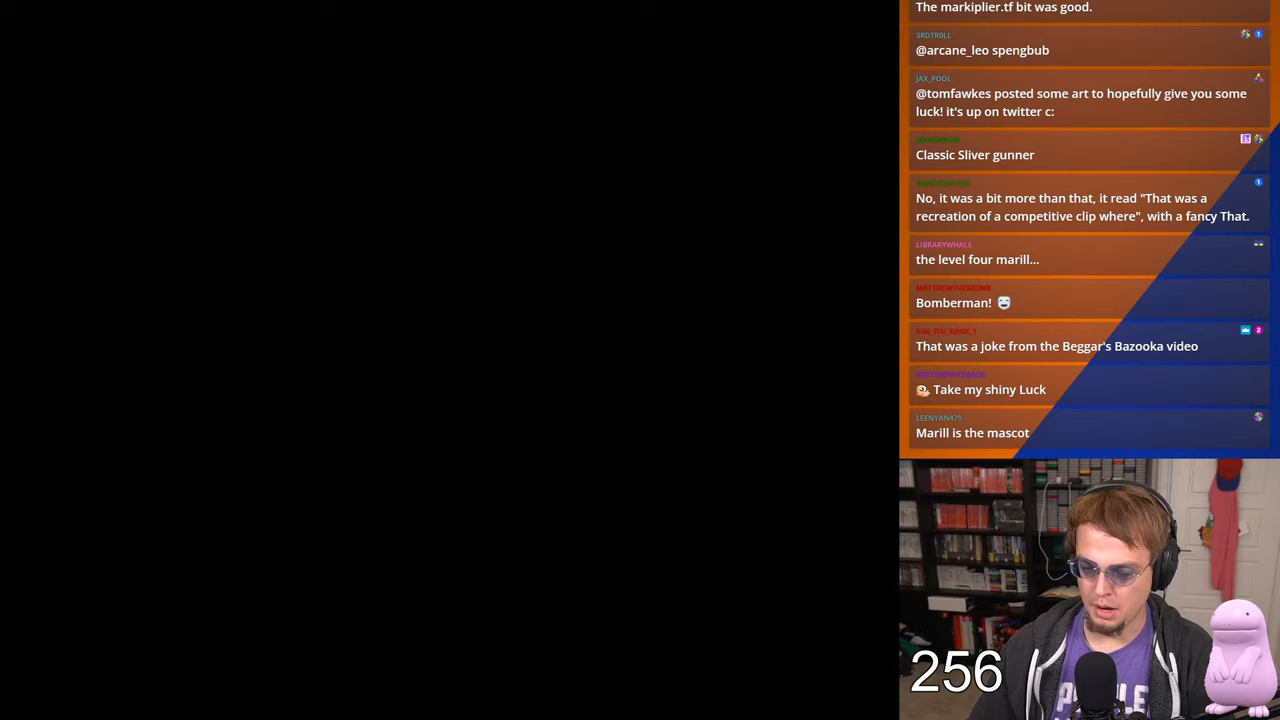 The markiplier.tf bit was good.
3RDTR0LL
@arcane_leo spengbub
JAX_POOL
@tomfawkes posted some art to hopefully give you some
luck! it's up on twitter c:
Classic Sliver gunner
No, it was a bit more than that, it read "That was a
recreation of a competitive clip where", with a fancy That.
LIBRARYWHALE
the level four marill...
MATTHEWTHESKUNK
Bomberman!
That was a joke from the Beggar's Bazooka video
Take my shiny Luck
LEENYAN479
Marill is the mascot
256